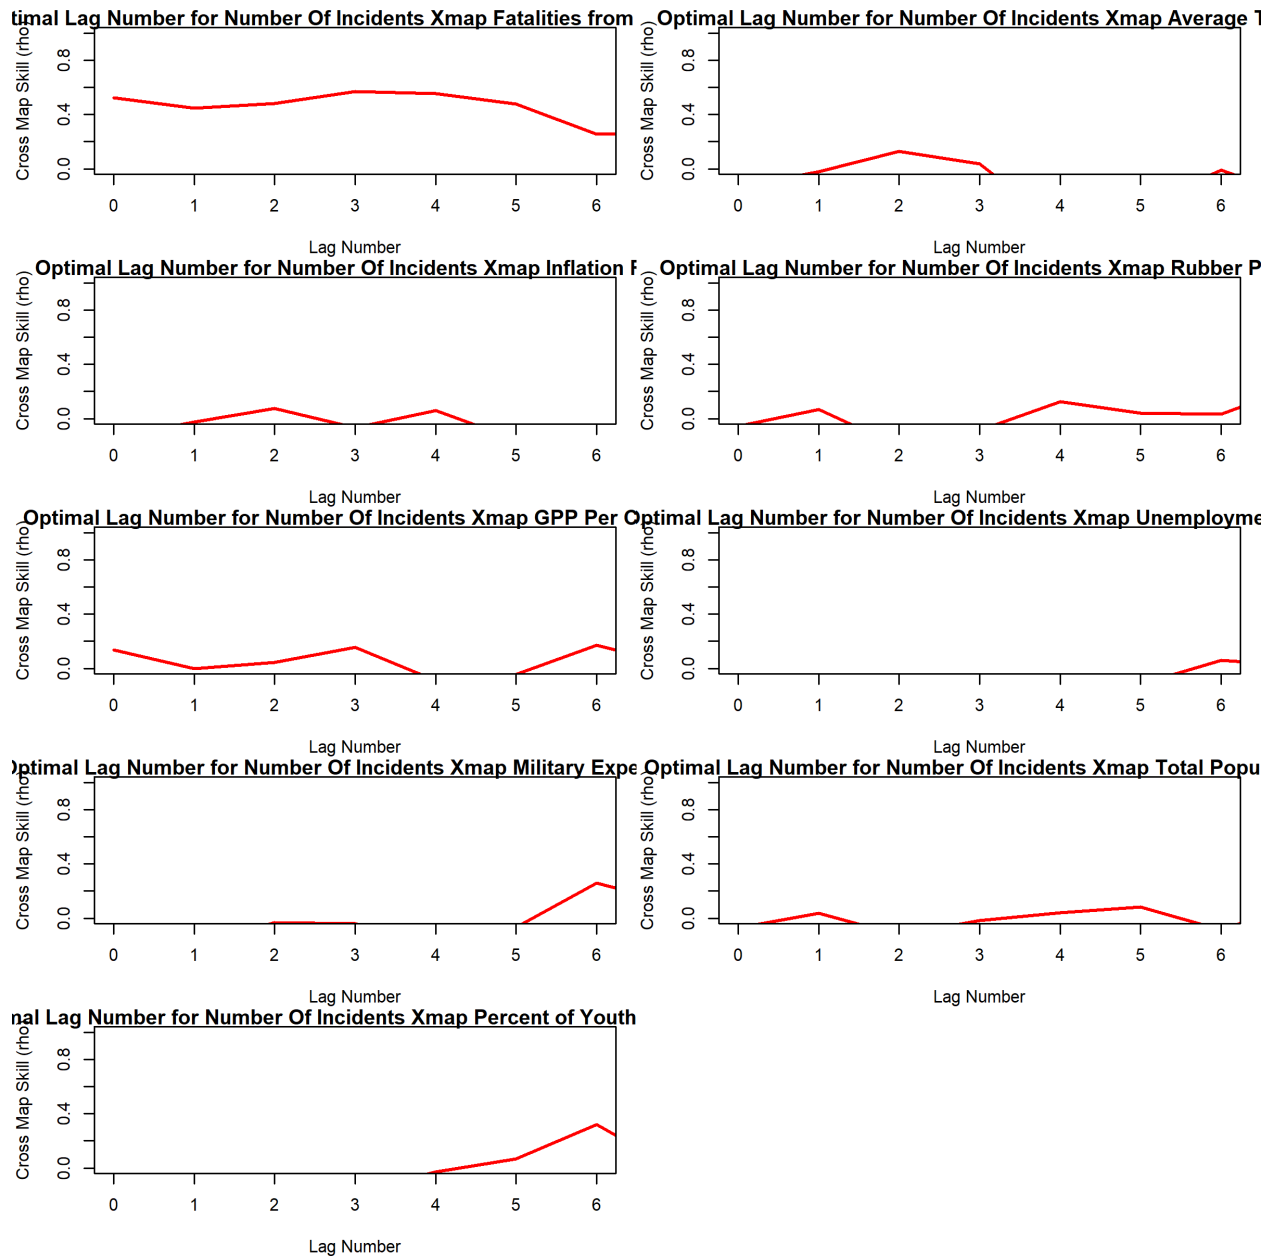 timal Lag Number for Number Of Incidents Xmap Fatalities from
Cross Map Skill (rho)
0.0 0.4 0.8
0 1 2 3 4 5 6
Lag Number
Optimal Lag Number for Number Of Incidents Xmap Average T
Cross Map Skill (rho)
0.0 0.4 0.8
0 1 2 3 4 5 6
Lag Number
Optimal Lag Number for Number Of Incidents Xmap Inflation
Cross Map Skill (rho)
0.0 0.4 0.8
0 1 2 3 4 5 6
Lag Number
Optimal Lag Number for Number Of Incidents Xmap Rubber P
Cross Map Skill (rho)
0.0 0.4 0.8
0 1 2 3 4 5 6
Lag Number
Optimal Lag Number for Number Of Incidents Xmap GPP Per
Cross Map Skill (rho)
0.0 0.4 0.8
0 1 2 3 4 5 6
Lag Number
Optimal Lag Number for Number Of Incidents Xmap Unemployme
Cross Map Skill (rho)
0.0 0.4 0.8
0 1 2 3 4 5 6
Lag Number
Optimal Lag Number for Number Of Incidents Xmap Military Expe
Cross Map Skill (rho)
0.0 0.4 0.8
0 1 2 3 4 5 6
Lag Number
Optimal Lag Number for Number Of Incidents Xmap Total Popu
Cross Map Skill (rho)
0.0 0.4 0.8
0 1 2 3 4 5 6
Lag Number
mal Lag Number for Number Of Incidents Xmap Percent of Youth
Cross Map Skill (rho)
0.0 0.4 0.8
0 1 2 3 4 5 6
Lag Number